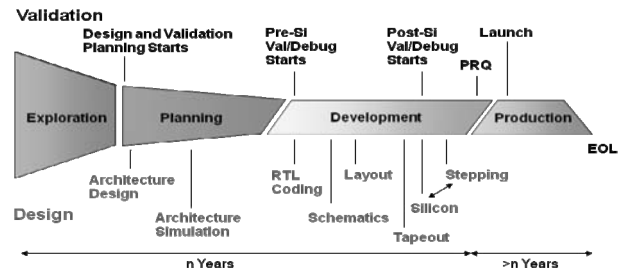 Validation
Design and Validation
Planning Starts
Pre-Si
Val/Debug
Starts
Post-Si
Val/Debug
Starts
PRQ
Launch
Exploration
Planning
Development
Production
EOL
Architecture
Design
Architecture
Simulation
RTL
Coding
Schematics
Layout
Tapeout
Silicon
Stepping
Design
n Years
>n Years